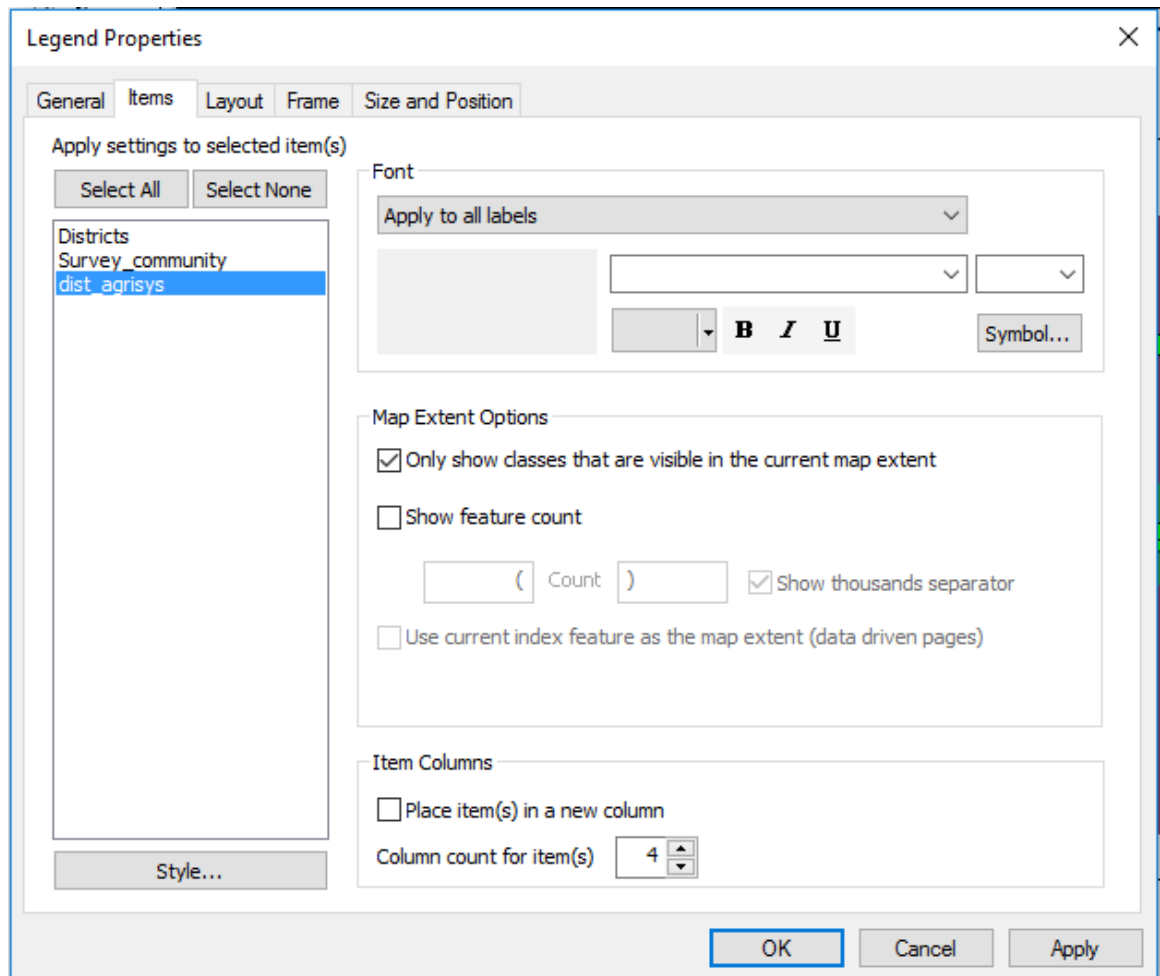 Legend Properties
General Items Layout Frame Size and Position
Apply settings to selected item(s)
Select All Select None
Districts
Survey_community
dist_agrisys
Style...
Font
Apply to all labels
B I U Symbol...
Map Extent Options
Only show classes that are visible in the current map extent
Show feature count
( Count ) Show thousands separator
Use current index feature as the map extent (data driven pages)
Item Columns
Place item(s) in a new column
Column count for item(s) 4
OK Cancel Apply